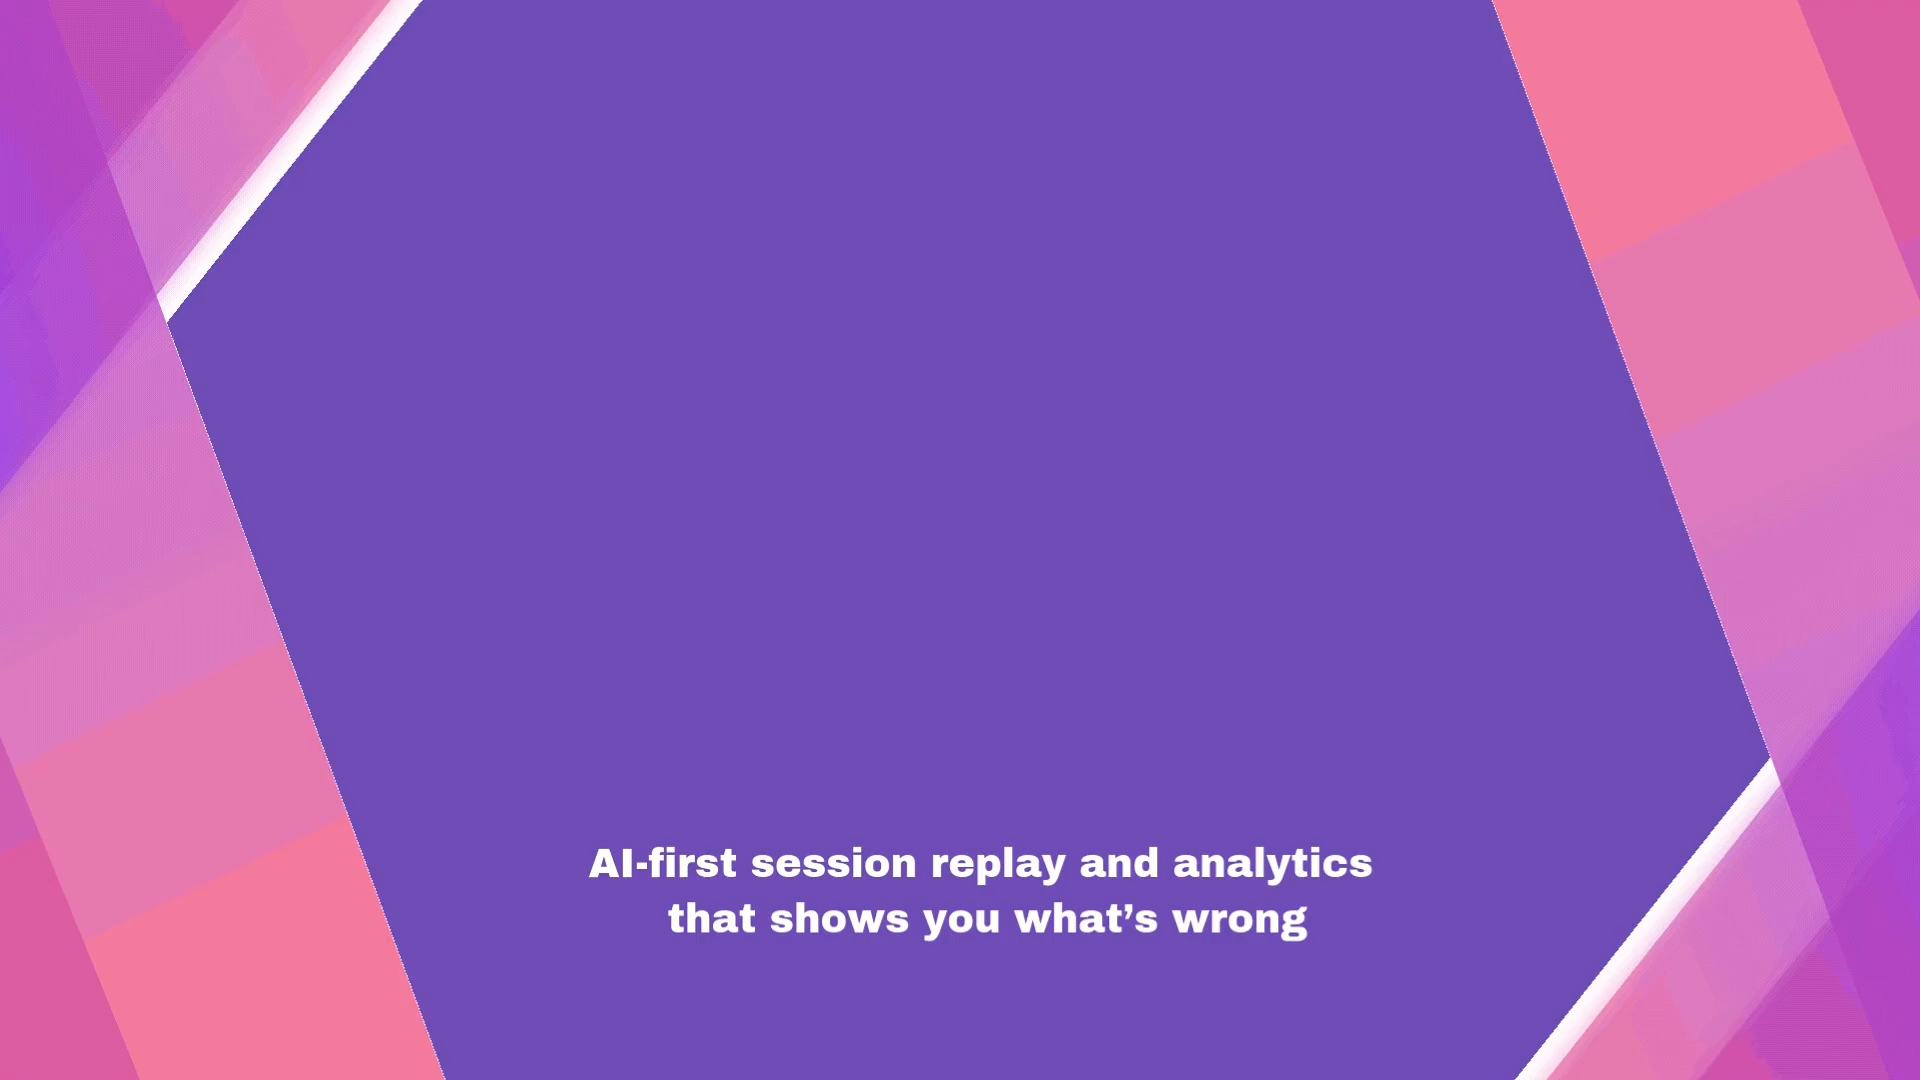 AI-first session replay and analytics
that shows you what’s wrong